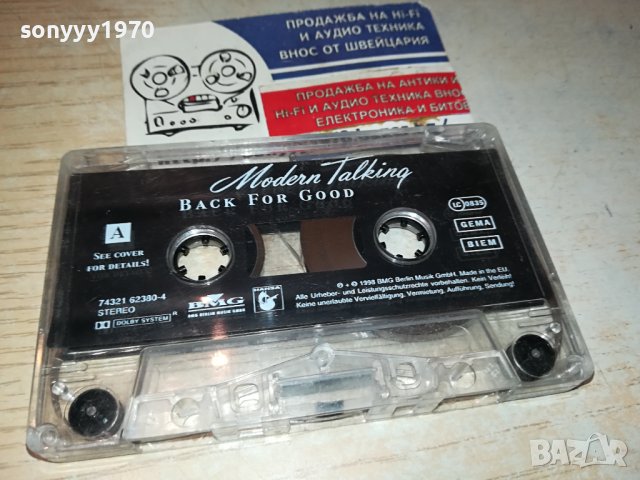 sonyyy1970
ПРОДАЖБА НА Hi-Fi
И АУДИО ТЕХНИКА
ВНОС ОТ ШВЕЙЦАРИЯ
ПРОДАЖБА НА АНТИКИ И
Hi-Fi И АУДИО ТЕХНИКА ВНОС
ЕЛЕКТРОНИКА И БИТОВ
Modern Talking
BACK FOR GOOD
A
SEE COVER
FOR DETAILS!
LC 0835
GEMA
BIEM
74321 62380-4
STEREO
DOLBY SYSTEM R
BMG
BMG BERLIN MUSIK GMBH
HANSA
℗ + © 1998 BMG Berlin Musik GmbH. Made in the EU.
Alle Urheber- und Leistungsschutzrechte vorbehalten. Kein Verleih!
Keine unerlaubte Vervielfältigung, Vermietung, Aufführung, Sendung!
BAZAR